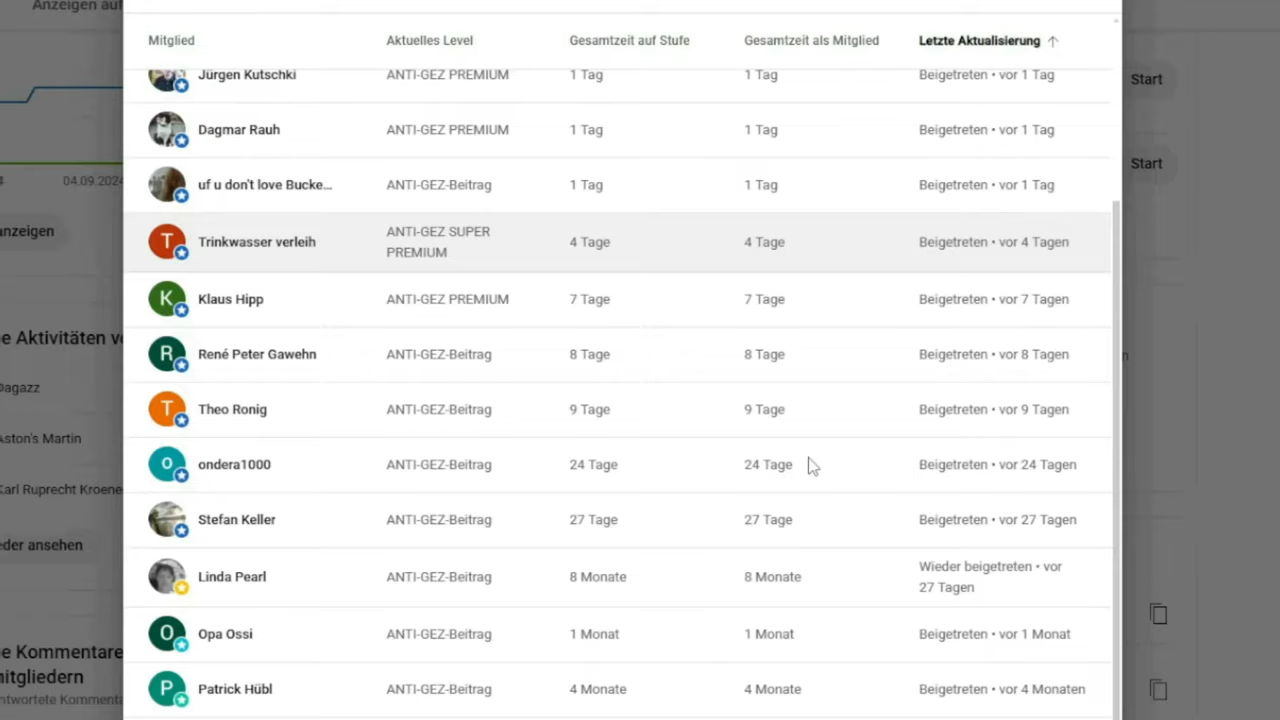 Anzeigen auf
Mitglied Aktuelles Level Gesamtzeit auf Stufe Gesamtzeit als Mitglied Letzte Aktualisierung
Jürgen Kutschki ANTI-GEZ PREMIUM 1 Tag 1 Tag Beigetreten • vor 1 Tag
Start
Dagmar Rauh ANTI-GEZ PREMIUM 1 Tag 1 Tag Beigetreten • vor 1 Tag
Start
04.09.2024
uf u don't love Bucke... ANTI-GEZ-Beitrag 1 Tag 1 Tag Beigetreten • vor 1 Tag
anzeigen
T Trinkwasser verleih ANTI-GEZ SUPER PREMIUM 4 Tage 4 Tage Beigetreten • vor 4 Tagen
K Klaus Hipp ANTI-GEZ PREMIUM 7 Tage 7 Tage Beigetreten • vor 7 Tagen
e Aktivitäten v
R René Peter Gawehn ANTI-GEZ-Beitrag 8 Tage 8 Tage Beigetreten • vor 8 Tagen
Dagazz
T Theo Ronig ANTI-GEZ-Beitrag 9 Tage 9 Tage Beigetreten • vor 9 Tagen
Aston's Martin
o ondera1000 ANTI-GEZ-Beitrag 24 Tage 24 Tage Beigetreten • vor 24 Tagen
Karl Ruprecht Kroene
Stefan Keller ANTI-GEZ-Beitrag 27 Tage 27 Tage Beigetreten • vor 27 Tagen
eder ansehen
Linda Pearl ANTI-GEZ-Beitrag 8 Monate 8 Monate Wieder beigetreten • vor 27 Tagen
O Opa Ossi ANTI-GEZ-Beitrag 1 Monat 1 Monat Beigetreten • vor 1 Monat
e Kommentare
mitgliedern
P Patrick Hübl ANTI-GEZ-Beitrag 4 Monate 4 Monate Beigetreten • vor 4 Monaten
ntwortete Komment